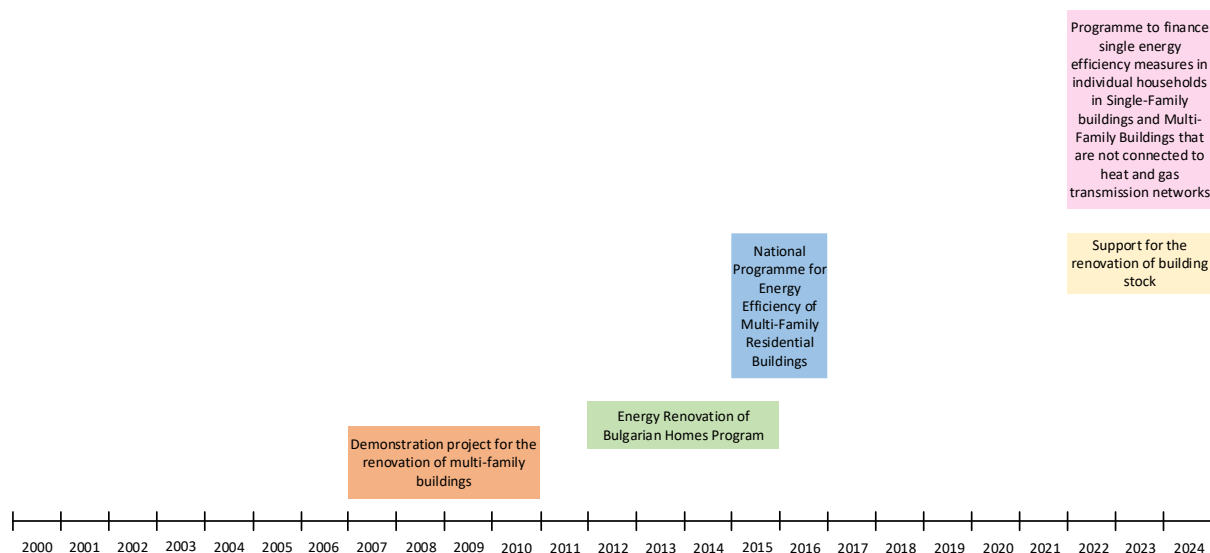 Programme to finance
single energy
efficiency measures in
individual households
in Single-Family
buildings and Multi-
Family Buildings that
are not connected to
heat and gas
transmission networks
Support for the
renovation of building
stock
National
Programme for
Energy
Efficiency of
Multi-Family
Residential
Buildings
Energy Renovation of
Bulgarian Homes Program
Demonstration project for the
renovation of multi-family
buildings
2000 2001 2002 2003 2004 2005 2006 2007 2008 2009 2010 2011 2012 2013 2014 2015 2016 2017 2018 2019 2020 2021 2022 2023 2024